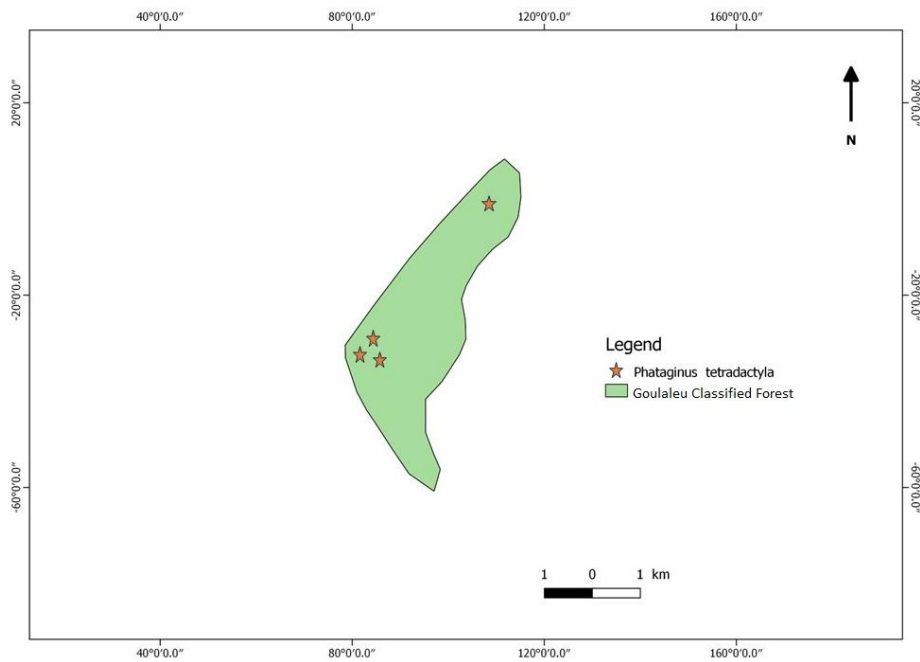 40°0'0.0" 80°0'0.0" 120°0'0.0" 160°0'0.0"
20°0'0.0" 20°0'0.0"
N
-20°0'0.0" -20°0'0.0"
Legend
Phataginus tetradactyla
Goulaleu Classified Forest
-60°0'0.0" -60°0'0.0"
1 0 1 km
40°0'0.0" 80°0'0.0" 120°0'0.0" 160°0'0.0"